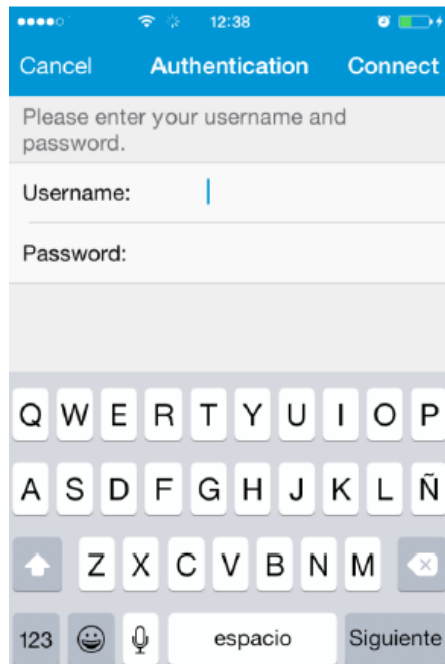 12:38
Cancel Authentication Connect
Please enter your username and
password.
Username:
Password:
Q W E R T Y U I O P
A S D F G H J K L Ñ
Z X C V B N M
123 espacio Siguiente